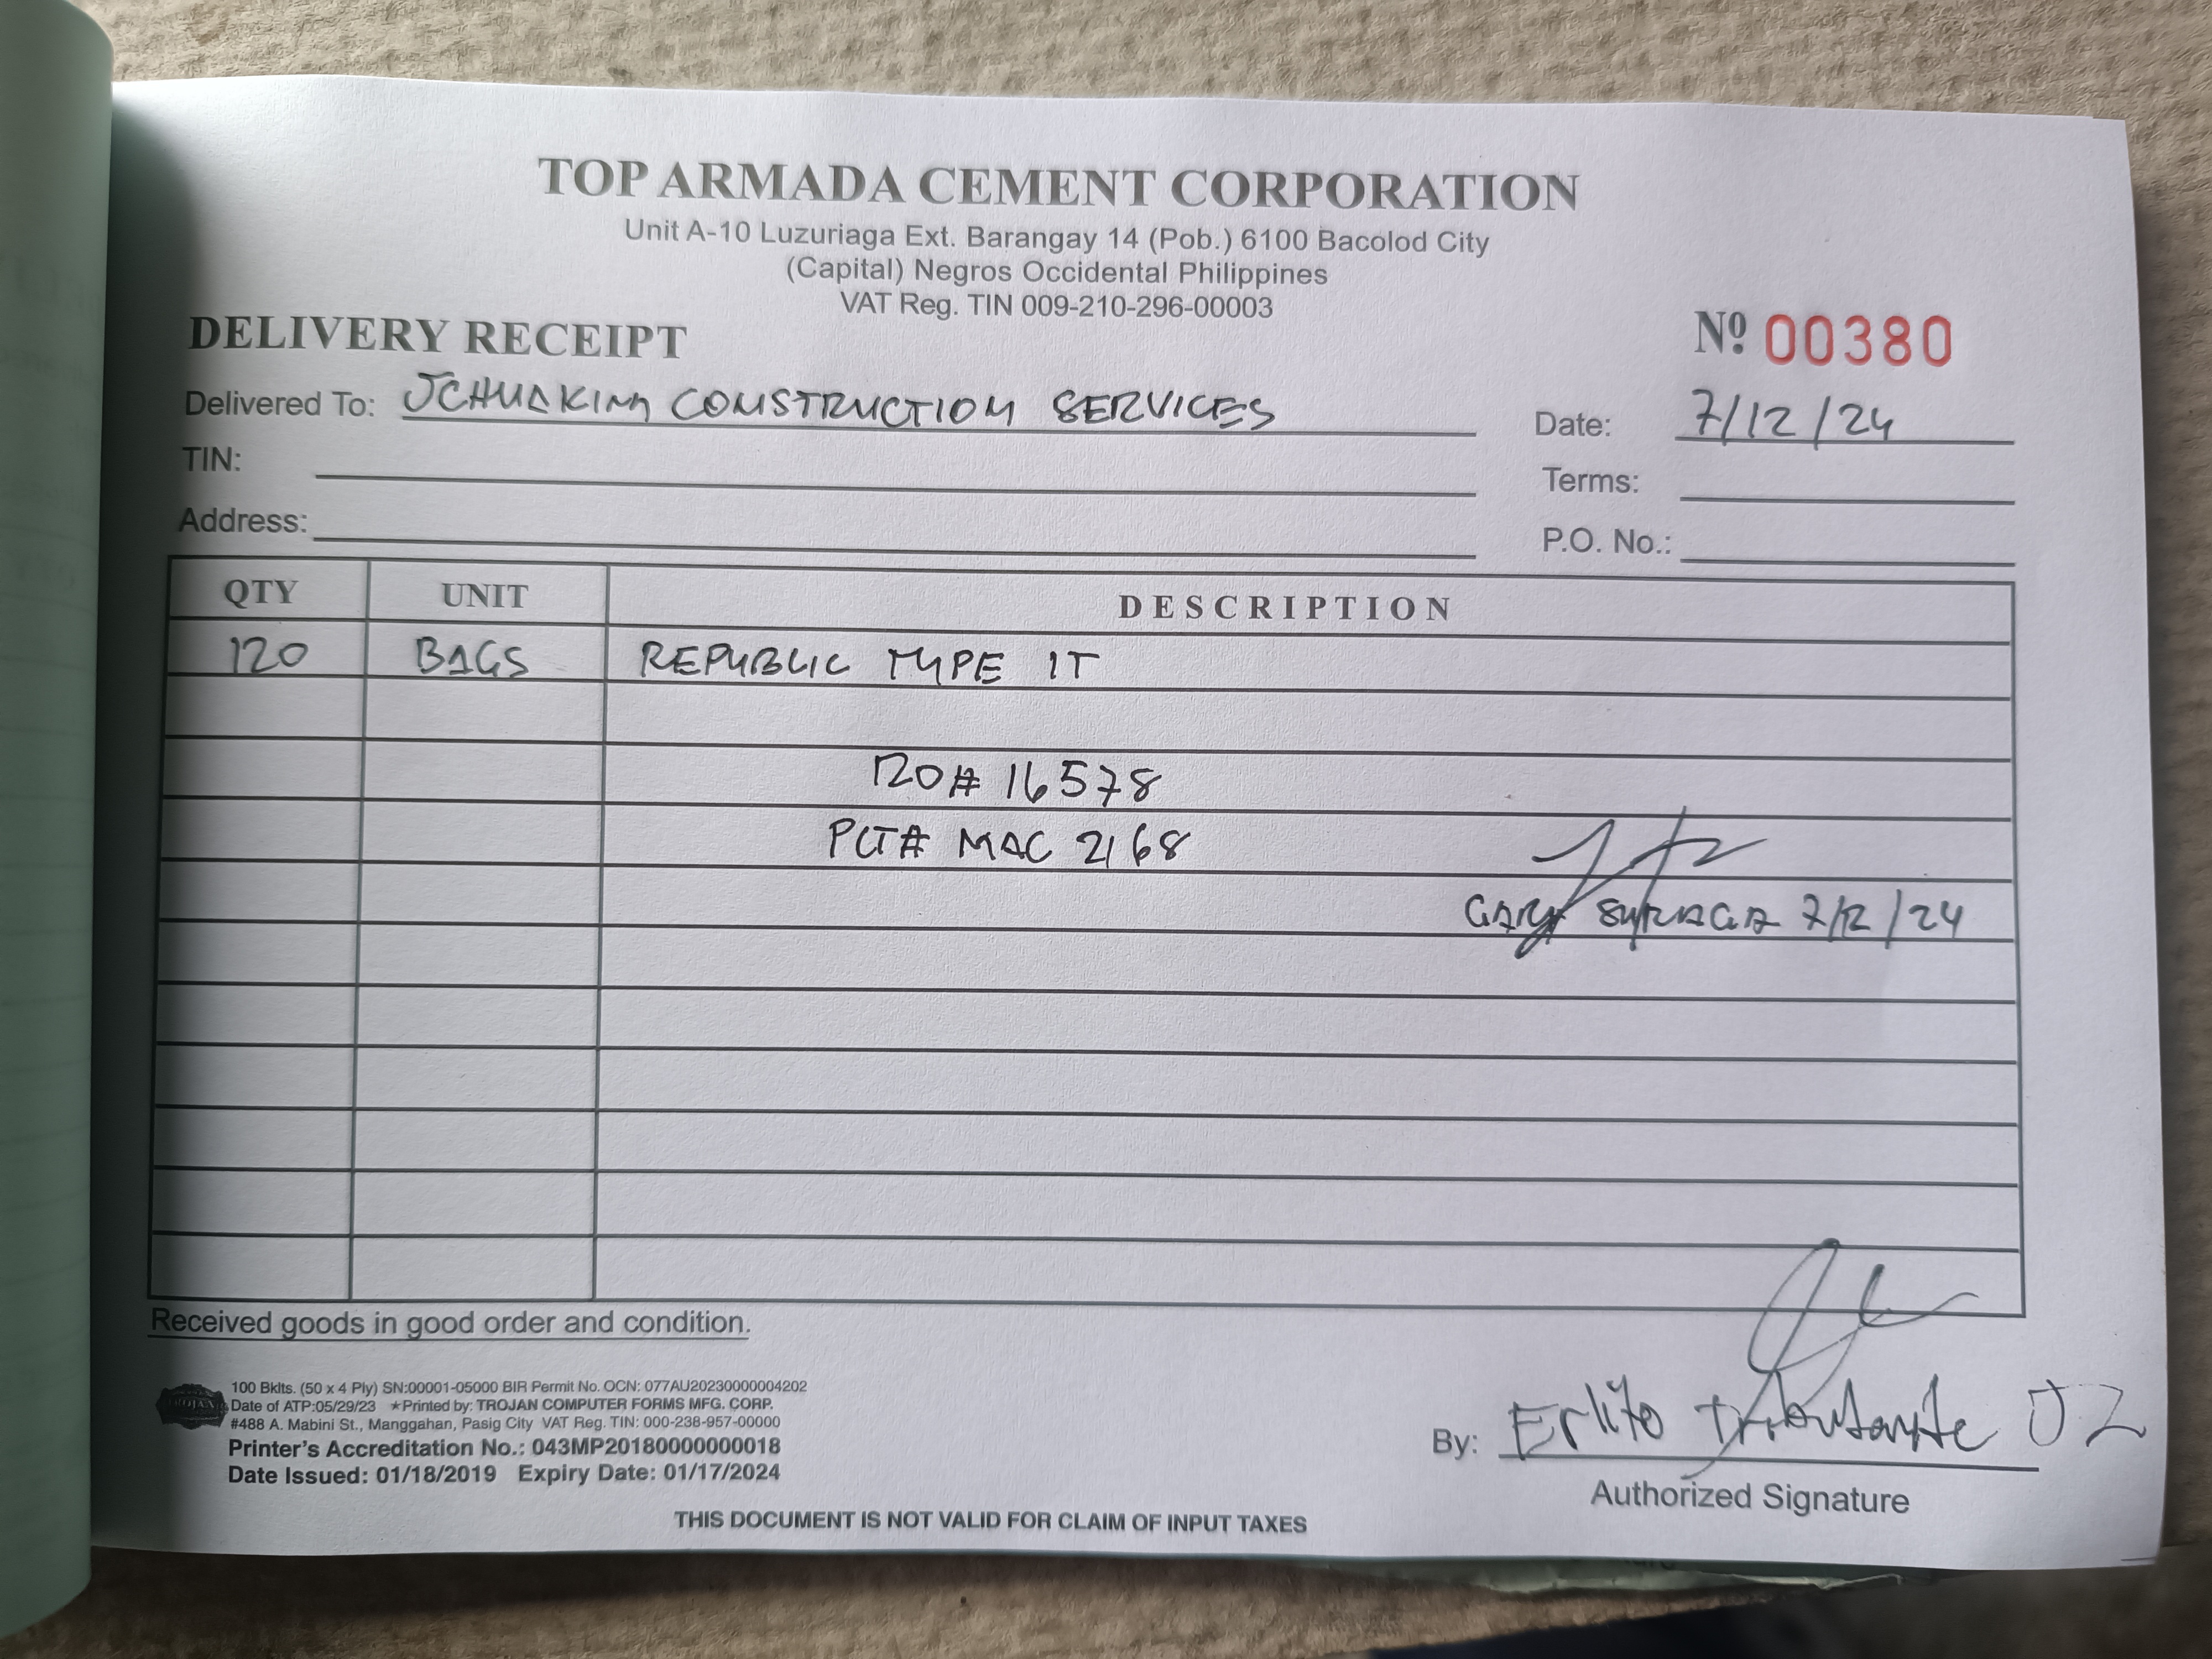 TOP ARMADA CEMENT CORPORATION
Unit A-10 Luzuriaga Ext. Barangay 14 (Pob.) 6100 Bacolod City
(Capital) Negros Occidental Philippines
VAT Reg. TIN 009-210-296-00003
DELIVERY RECEIPT
Nº 00380
Delivered To: JCHUAKIM CONSTRUCTION SERVICES
Date: 7/12/24
TIN:
Terms:
Address:
P.O. No.:
QTY UNIT DESCRIPTION
120 BAGS REPUBLIC TYPE IT
# 16578
PLT# MAC 2168
GARY 7/12/24
Received goods in good order and condition.
100 Bklts. (50 x 4 Ply) SN:00001-05000 BIR Permit No. OCN: 077AU20230000004202
TROJAN Date of ATP:05/29/23 ★Printed by: TROJAN COMPUTER FORMS MFG. CORP.
#488 A. Mabini St., Manggahan, Pasig City VAT Reg. TIN: 000-238-957-00000
Printer's Accreditation No.: 043MP20180000000018
Date Issued: 01/18/2019 Expiry Date: 01/17/2024
By: Erlito Tributante
Authorized Signature
THIS DOCUMENT IS NOT VALID FOR CLAIM OF INPUT TAXES